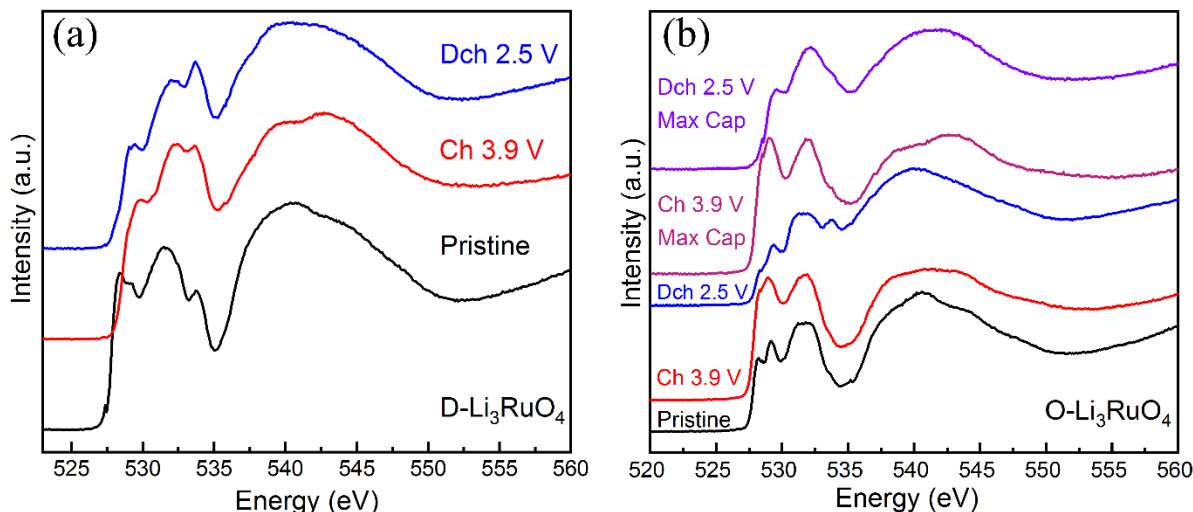 (a)
Dch 2.5 V
Ch 3.9 V
Pristine
D-Li₃RuO₄
Intensity (a.u.)
525 530 535 540 545 550 555 560
Energy (eV)
(b)
Dch 2.5 V
Max Cap
Ch 3.9 V
Max Cap
Dch 2.5 V
Ch 3.9 V
Pristine
O-Li₃RuO₄
Intensity (a.u.)
520 525 530 535 540 545 550 555 560
Energy (eV)